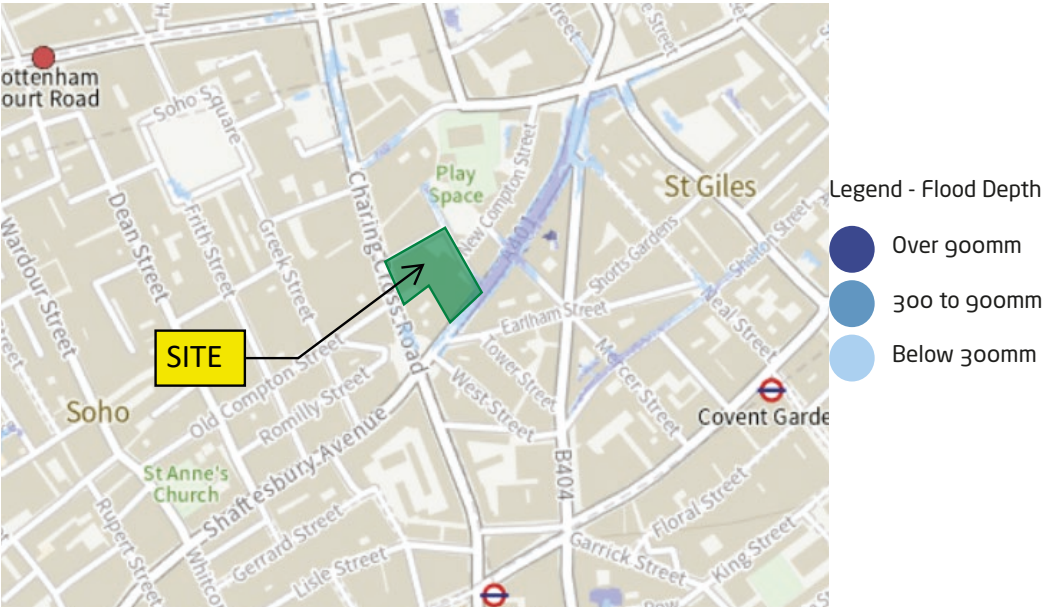 ottenham
ourt Road
Soho Square
Play
Space
St Giles
New Compton Street
A401
Charing Cross Road
Dean Street
Frith Street
Greek Street
Wardour Street
Shorts Gardens
Shelton Street
Neal Street
Earlham Street
Tower Street
Mercer Street
West Street
SITE
Old Compton Street
Romilly Street
Soho
Shaftesbury Avenue
St Anne's
Church
B404
Covent Garde
Rupert Street
Whitco
Gerrard Street
Lisle Street
Floral Street
Garrick Street
King Street
Legend - Flood Depth
Over 900mm
300 to 900mm
Below 300mm